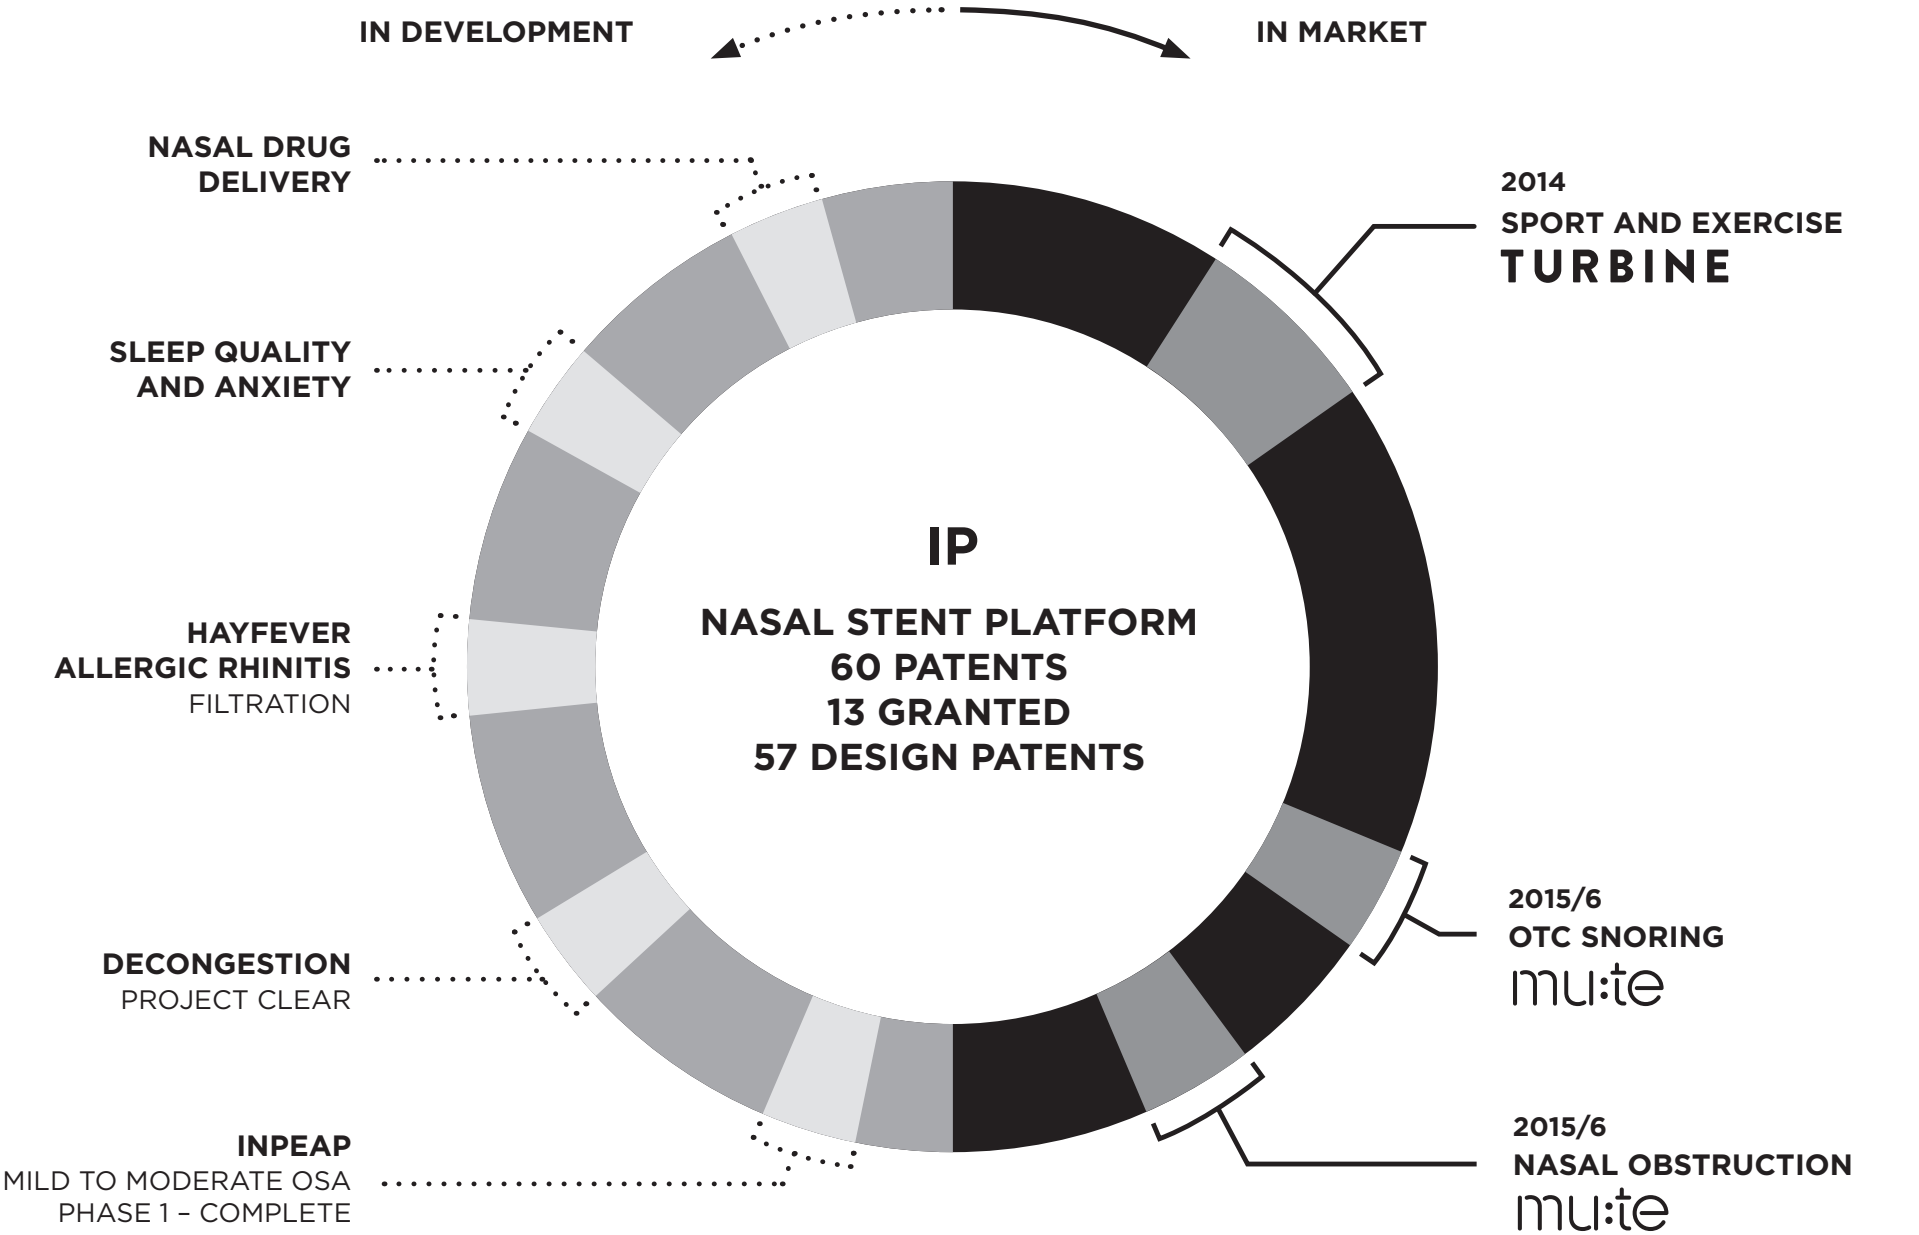 IN DEVELOPMENT
IN MARKET
NASAL DRUG
DELIVERY
SLEEP QUALITY
AND ANXIETY
HAYFEVER
ALLERGIC RHINITIS
FILTRATION
DECONGESTION
PROJECT CLEAR
INPEAP
MILD TO MODERATE OSA
PHASE 1 – COMPLETE
IP
NASAL STENT PLATFORM
60 PATENTS
13 GRANTED
57 DESIGN PATENTS
2014
SPORT AND EXERCISE
TURBINE
2015/6
OTC SNORING
mu:te
2015/6
NASAL OBSTRUCTION
mu:te